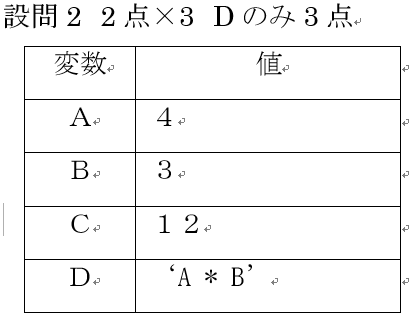 設問２ ２点×３ Ｄのみ３点↵
変数↵ 値↵
Ａ↵ ４↵
Ｂ↵ ３↵
Ｃ↵ １２↵
Ｄ↵ ‘A * B’↵